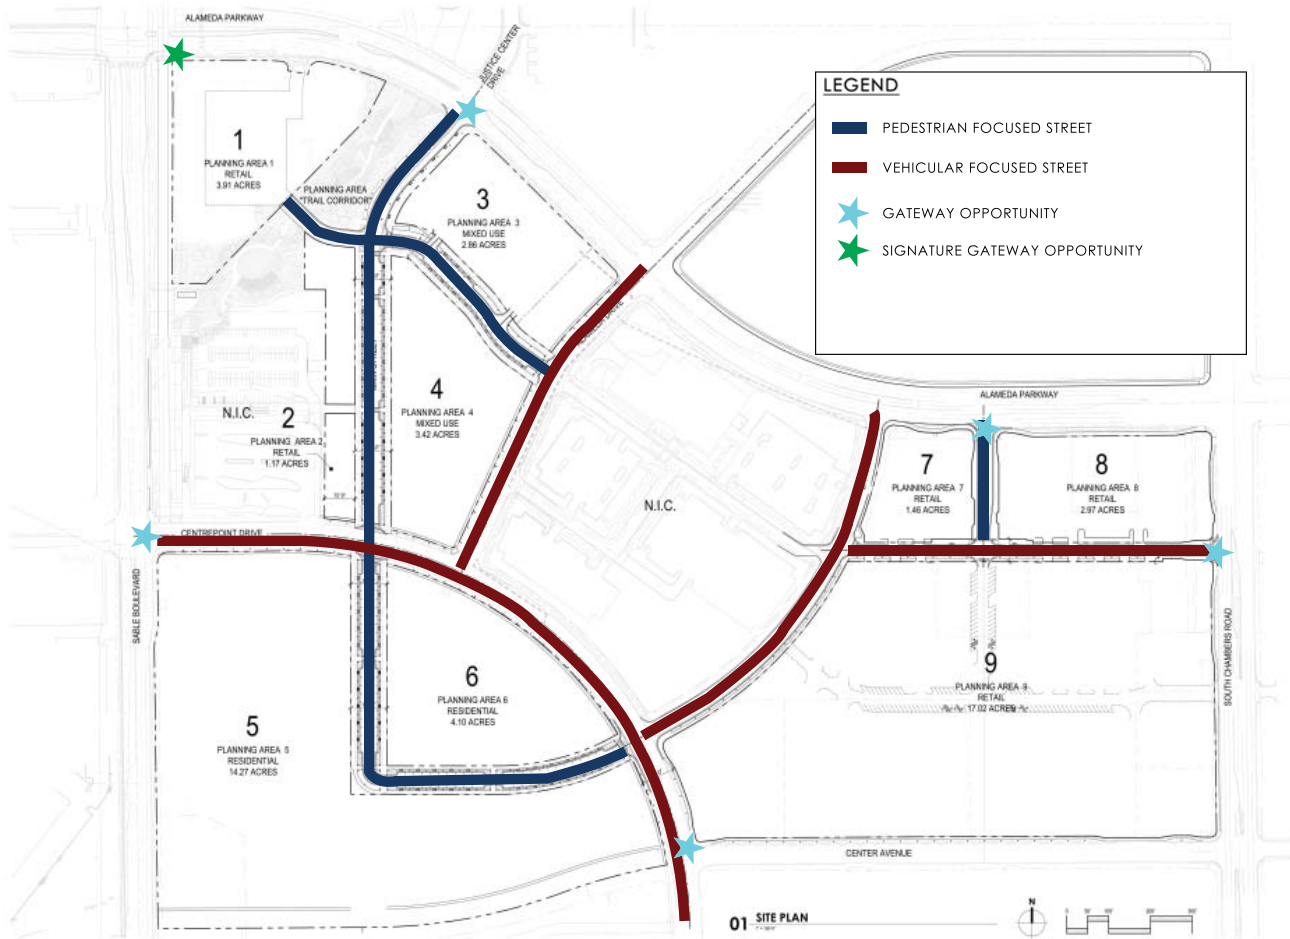 ALAMEDA PARKWAY
JUSTICE CENTER
DRIVE
LEGEND
PEDESTRIAN FOCUSED STREET
VEHICULAR FOCUSED STREET
GATEWAY OPPORTUNITY
SIGNATURE GATEWAY OPPORTUNITY
1
PLANNING AREA 1
RETAIL
3.91 ACRES
PLANNING AREA
"TRAIL CORRIDOR"
3
PLANNING AREA 3
MIXED USE
2.86 ACRES
DRIVE
4
PLANNING AREA 4
MIXED USE
3.42 ACRES
N.I.C.
2
PLANNING AREA 2
RETAIL
1.17 ACRES
ALAMEDA PARKWAY
7
PLANNING AREA 7
RETAIL
1.46 ACRES
8
PLANNING AREA 8
RETAIL
2.97 ACRES
N.I.C.
CENTREPOINT DRIVE
SABLE BOULEVARD
SOUTH CHAMBERS ROAD
6
PLANNING AREA 6
RESIDENTIAL
4.10 ACRES
9
PLANNING AREA 9
RETAIL
17.02 ACRES
5
PLANNING AREA 5
RESIDENTIAL
14.27 ACRES
CENTER AVENUE
01 SITE PLAN
N